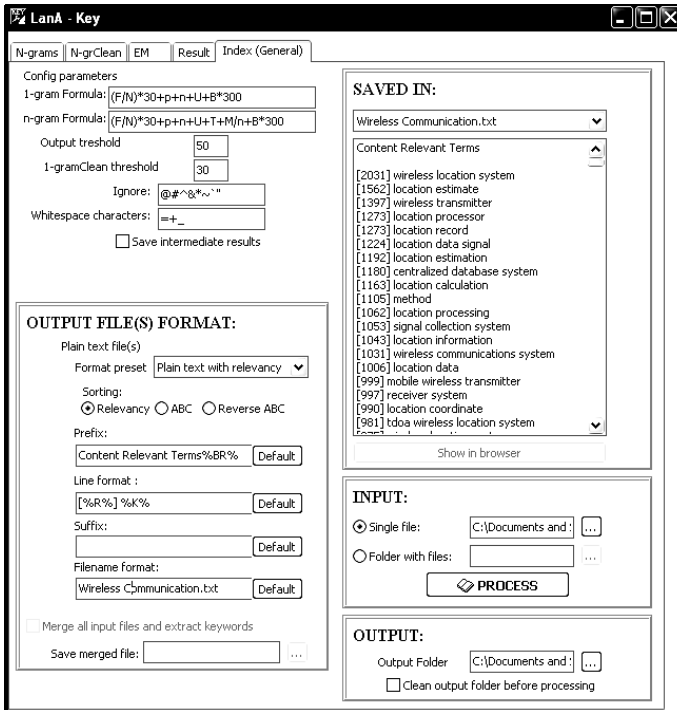 LanA - Key
N-grams N-grClean EM Result Index (General)
Config parameters
1-gram Formula: (F/N)*30+p+n+U+B*300
n-gram Formula: (F/N)*30+p+n+U+T+M/n+B*300
Output treshold 50
1-gramClean threshold 30
Ignore: @#^&*~`"
Whitespace characters: =+_
Save intermediate results
OUTPUT FILE(S) FORMAT:
Plain text file(s)
Format preset Plain text with relevancy
Sorting:
Relevancy ABC Reverse ABC
Prefix:
Content Relevant Terms%BR% Default
Line format :
[%R%] %K% Default
Suffix:
Default
Filename format:
Wireless Communication.txt Default
Merge all input files and extract keywords
Save merged file: ...
SAVED IN:
Wireless Communication.txt
Content Relevant Terms
[2031] wireless location system
[1562] location estimate
[1397] wireless transmitter
[1273] location processor
[1273] location record
[1224] location data signal
[1192] location estimation
[1180] centralized database system
[1163] location calculation
[1105] method
[1062] location processing
[1053] signal collection system
[1043] location information
[1031] wireless communications system
[1006] location data
[999] mobile wireless transmitter
[997] receiver system
[990] location coordinate
[981] tdoa wireless location system
Show in browser
INPUT:
Single file: C:\Documents and ...
Folder with files: ...
PROCESS
OUTPUT:
Output Folder C:\Documents and ...
Clean output folder before processing